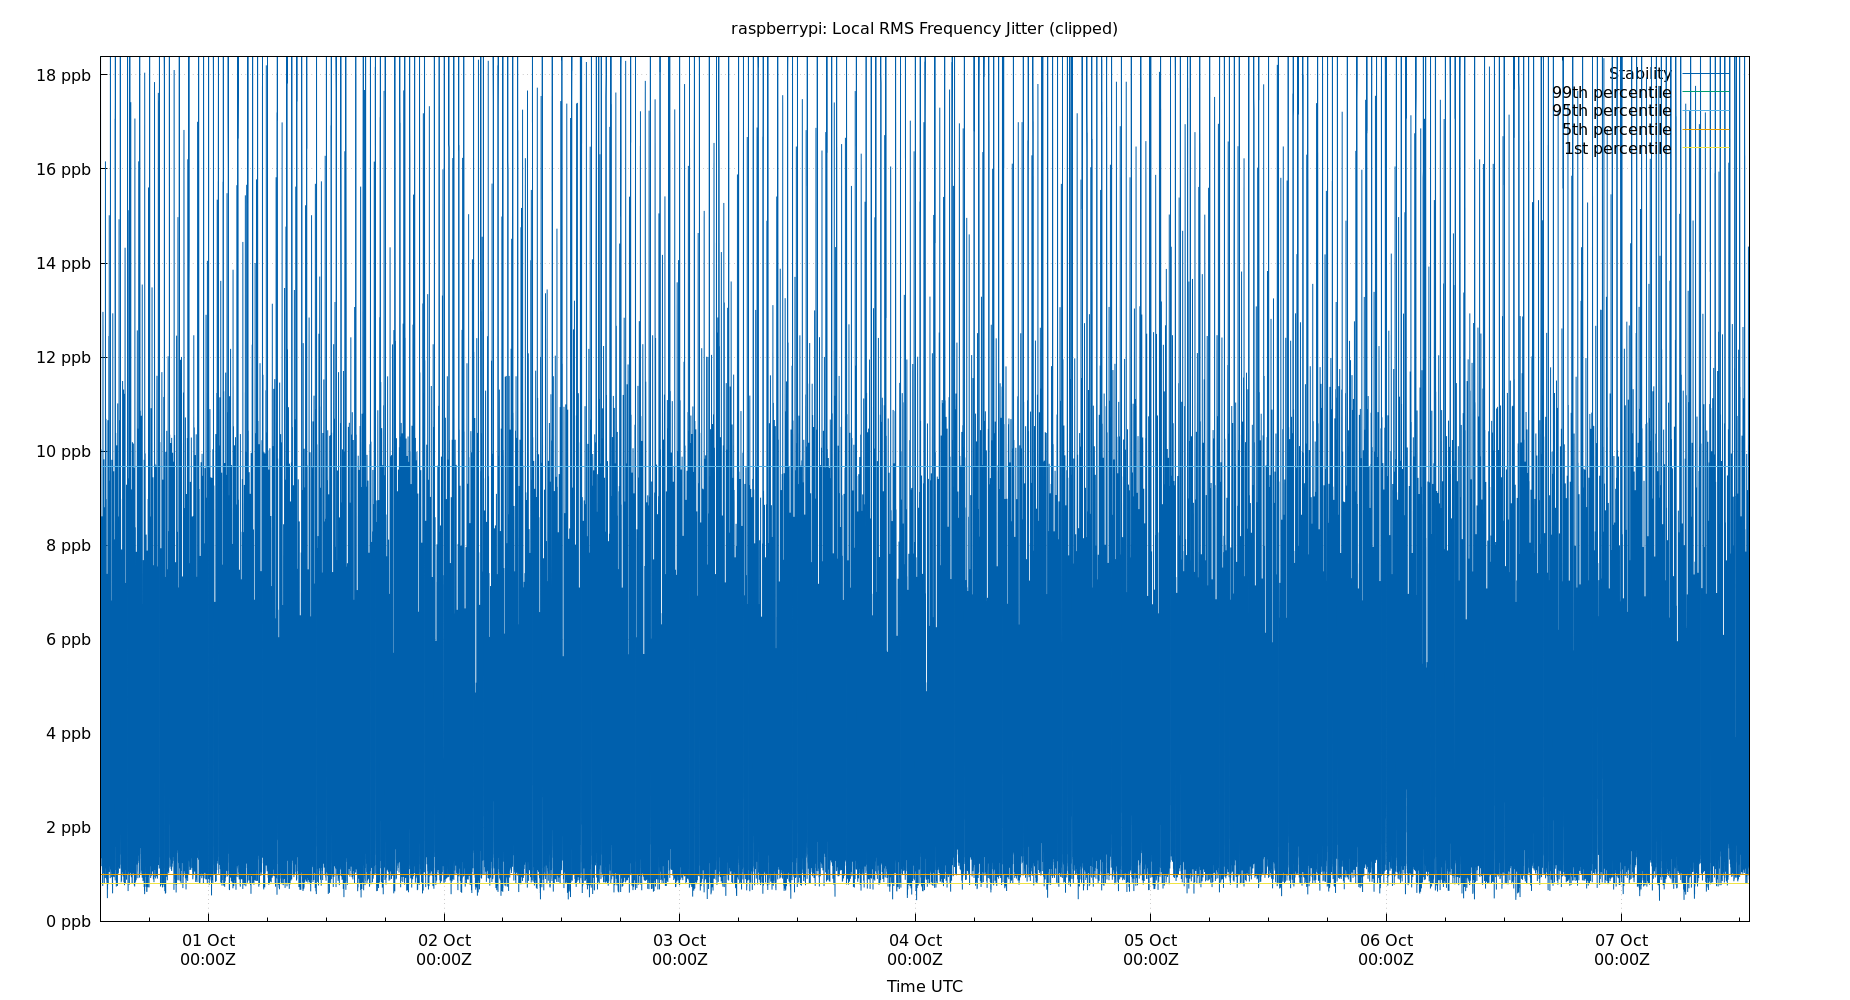 raspberrypi: Local RMS Frequency Jitter (clipped)
18 ppb
16 ppb
14 ppb
12 ppb
10 ppb
8 ppb
6 ppb
4 ppb
2 ppb
0 ppb
Stability
99th percentile
95th percentile
5th percentile
1st percentile
01 Oct 02 Oct 03 Oct 04 Oct 05 Oct 06 Oct 07 Oct
00:00Z 00:00Z 00:00Z 00:00Z 00:00Z 00:00Z 00:00Z
Time UTC